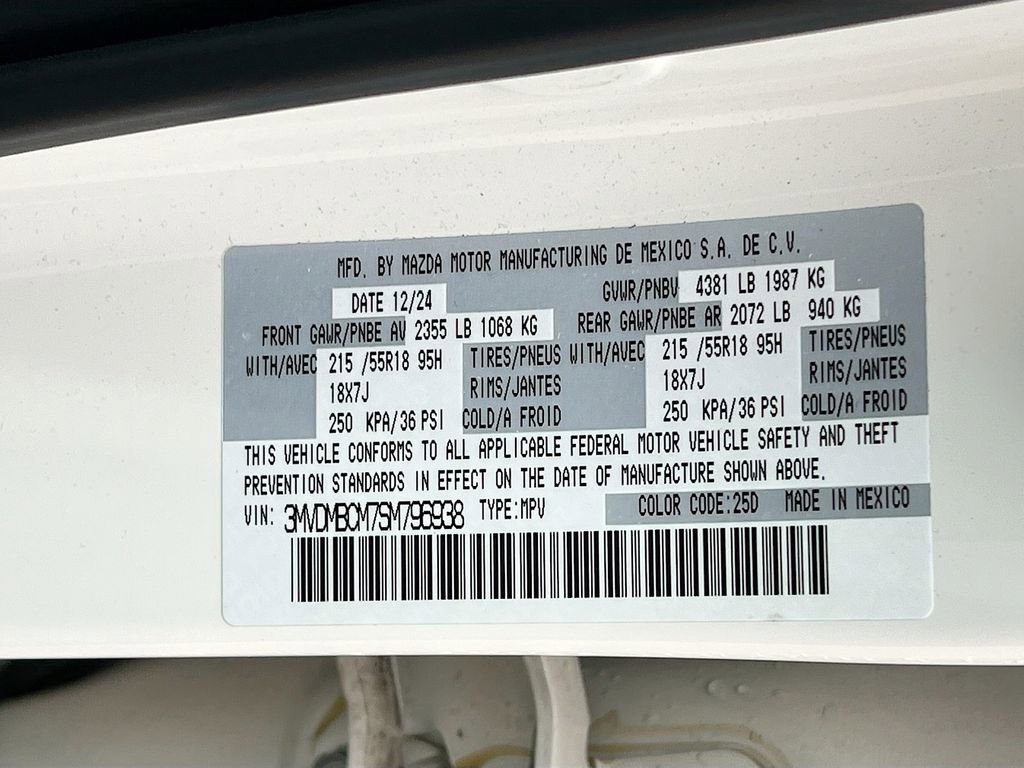 MFD. BY MAZDA MOTOR MANUFACTURING DE MEXICO S.A. DE C.V.
DATE 12/24 GVWR/PNBV 4381 LB 1987 KG
FRONT GAWR/PNBE AV 2355 LB 1068 KG REAR GAWR/PNBE AR 2072 LB 940 KG
WITH/AVEC 215 /55R18 95H TIRES/PNEUS WITH/AVEC 215 /55R18 95H TIRES/PNEUS
18X7J RIMS/JANTES 18X7J RIMS/JANTES
250 KPA/36 PSI COLD/A FROID 250 KPA/36 PSI COLD/A FROID
THIS VEHICLE CONFORMS TO ALL APPLICABLE FEDERAL MOTOR VEHICLE SAFETY AND THEFT
PREVENTION STANDARDS IN EFFECT ON THE DATE OF MANUFACTURE SHOWN ABOVE.
VIN: 3MVDMBCM7SM796938 TYPE:MPV COLOR CODE:25D MADE IN MEXICO